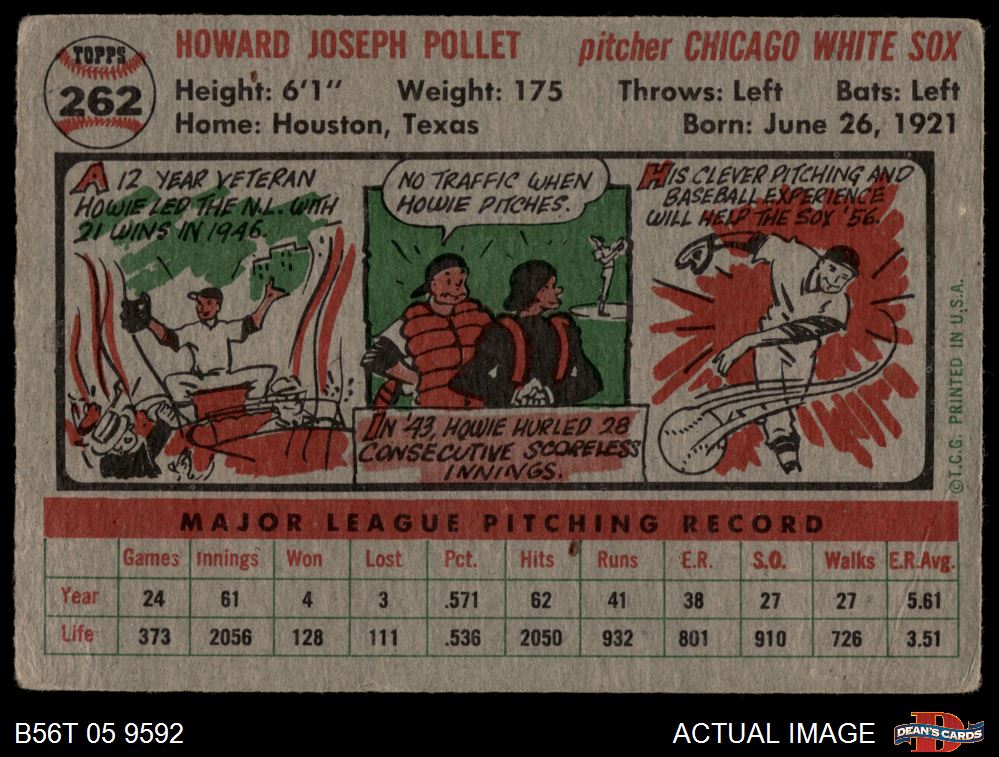 TOPPS
262
HOWARD JOSEPH POLLET pitcher CHICAGO WHITE SOX
Height: 6'1" Weight: 175 Throws: Left Bats: Left
Home: Houston, Texas Born: June 26, 1921
A 12 YEAR VETERAN
HOWIE LED THE N.L. WITH
21 WINS IN 1946.
NO TRAFFIC WHEN
HOWIE PITCHES.
IN '43 HOWIE HURLED 28
CONSECUTIVE SCORELESS
INNINGS.
HIS CLEVER PITCHING AND
BASEBALL EXPERIENCE
WILL HELP THE SOX '56.
©T.C.G. PRINTED IN U.S.A.
MAJOR LEAGUE PITCHING RECORD
Games Innings Won Lost Pct. Hits Runs E.R. S.O. Walks E.R.Avg.
Year 24 61 4 3 .571 62 41 38 27 27 5.61
Life 373 2056 128 111 .536 2050 932 801 910 726 3.51
B56T 05 9592 ACTUAL IMAGE
DEAN'S CARDS